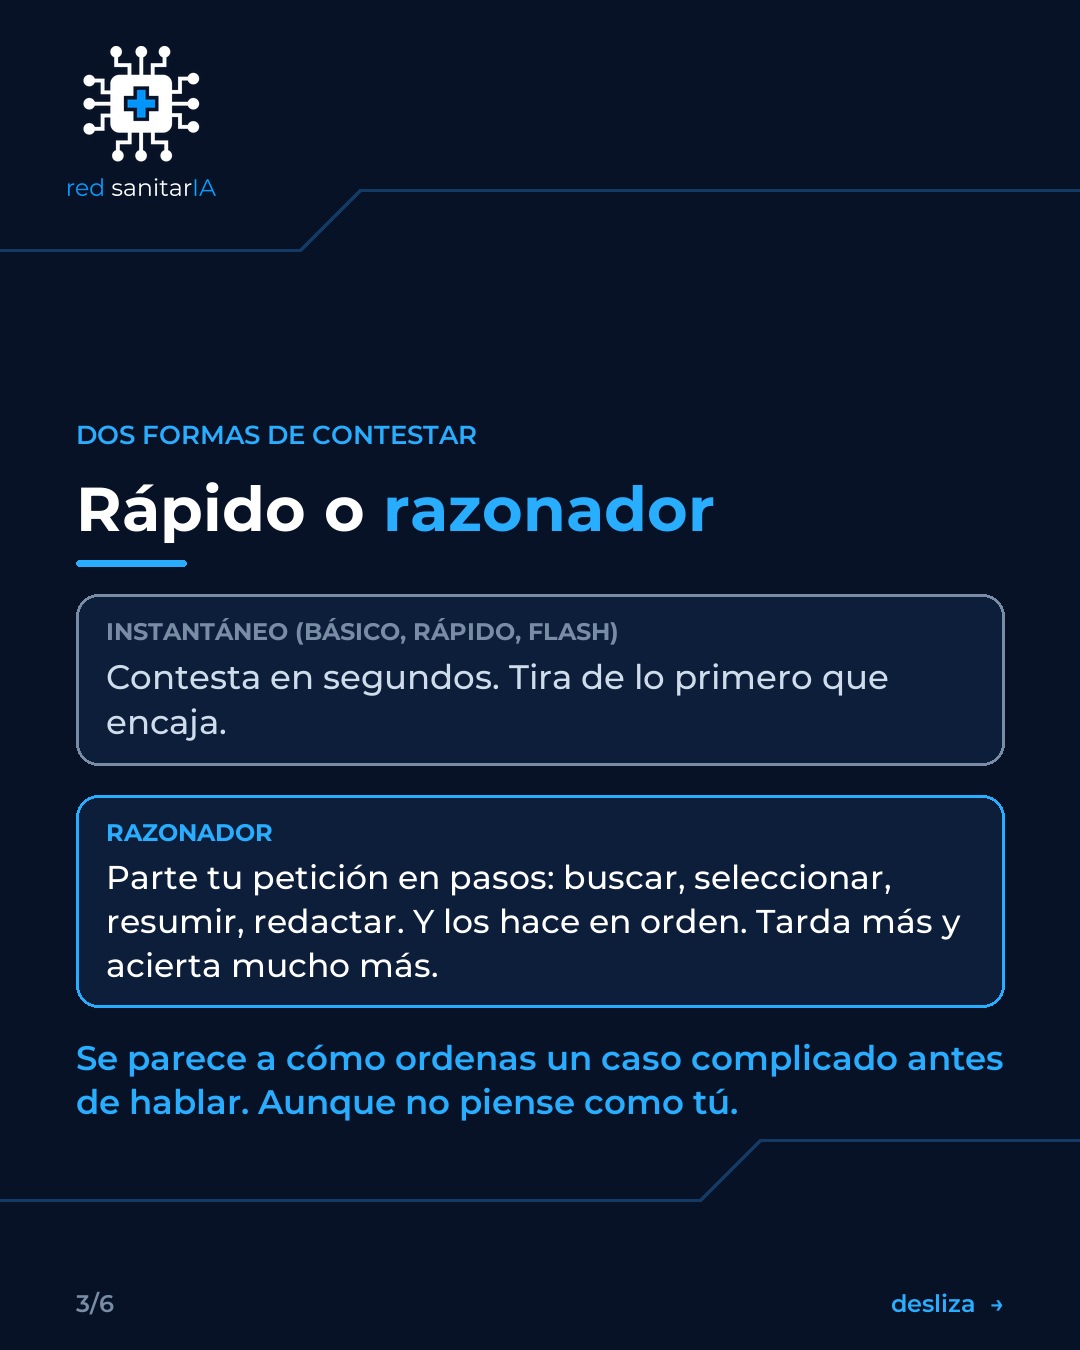 red sanitarIA
DOS FORMAS DE CONTESTAR
Rápido o razonador
INSTANTÁNEO (BÁSICO, RÁPIDO, FLASH)
Contesta en segundos. Tira de lo primero que
encaja.
RAZONADOR
Parte tu petición en pasos: buscar, seleccionar,
resumir, redactar. Y los hace en orden. Tarda más y
acierta mucho más.
Se parece a cómo ordenas un caso complicado antes
de hablar. Aunque no piense como tú.
3/6
desliza →